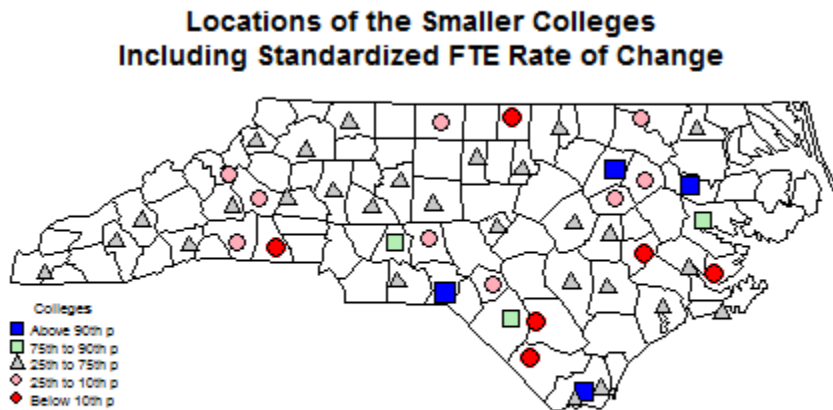 Locations of the Smaller Colleges
Including Standardized FTE Rate of Change
Colleges
Above 90th p
75th to 90th p
25th to 75th p
25th to 10th p
Below 10th p